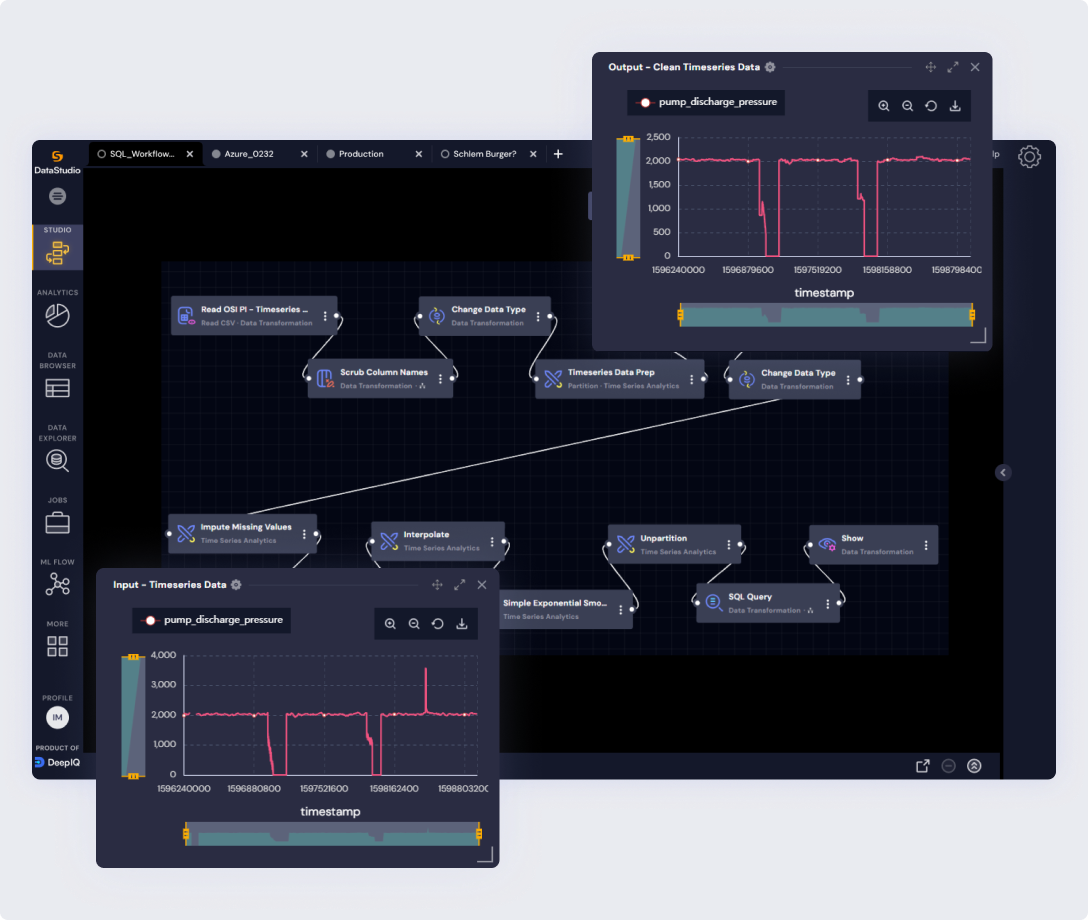 Output - Clean Timeseries Data
pump_discharge_pressure
2,500
2,000
1,500
1,000
500
0
1596240000 1596879600 1597519200 1598158800 159879840
timestamp
DataStudio
SQL_Workflow...
Azure_0232
Production
Schlem Burger?
lp
STUDIO
ANALYTICS
DATA
BROWSER
DATA
EXPLORER
JOBS
ML FLOW
MORE
PROFILE
IM
PRODUCT OF
DeepIQ
Read OSI PI - Timeseries ...
Read CSV · Data Transformation
Change Data Type
Data Transformation
Scrub Column Names
Data Transformation ·
Timeseries Data Prep
Partition · Time Series Analytics
Change Data Type
Data Transformation
Impute Missing Values
Time Series Analytics
Interpolate
Time Series Analytics
Unpartition
Time Series Analytics
Show
Data Transformation
Simple Exponential Smo...
Time Series Analytics
SQL Query
Data Transformation ·
Input - Timeseries Data
pump_discharge_pressure
4,000
3,000
2,000
1,000
0
1596240000 1596880800 1597521600 1598162400 159880320
timestamp